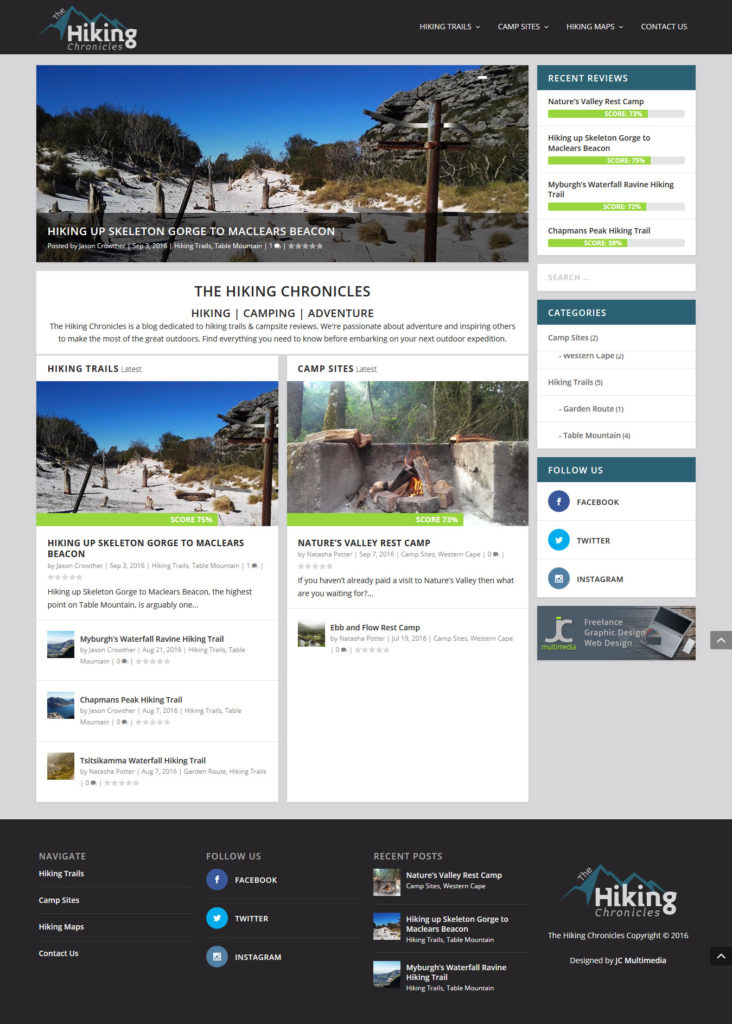 The
Hiking
Chronicles
HIKING TRAILS
CAMP SITES
HIKING MAPS
CONTACT US
HIKING UP SKELETON GORGE TO MACLEARS BEACON
Posted by Jason Crowther | Sep 3, 2016 | Hiking Trails, Table Mountain | 1 |
THE HIKING CHRONICLES
HIKING | CAMPING | ADVENTURE
The Hiking Chronicles is a blog dedicated to hiking trails & campsite reviews. We're passionate about adventure and inspiring others
to make the most of the great outdoors. Find everything you need to know before embarking on your next outdoor expedition.
HIKING TRAILS Latest
SCORE 75%
HIKING UP SKELETON GORGE TO MACLEARS
BEACON
by Jason Crowther | Sep 3, 2016 | Hiking Trails, Table Mountain | 1 |
Hiking up Skeleton Gorge to Maclears Beacon, the highest
point on Table Mountain, is arguably one...
Myburgh's Waterfall Ravine Hiking Trail
by Jason Crowther | Aug 21, 2016 | Hiking Trails, Table
Mountain | 0 |
Chapmans Peak Hiking Trail
by Jason Crowther | Aug 7, 2016 | Hiking Trails, Table
Mountain | 0 |
Tsitsikamma Waterfall Hiking Trail
by Natasha Potter | Aug 7, 2016 | Garden Route, Hiking Trails
| 0 |
CAMP SITES Latest
SCORE 73%
NATURE'S VALLEY REST CAMP
by Natasha Potter | Sep 7, 2016 | Camp Sites, Western Cape | 0 |
If you haven't already paid a visit to Nature's Valley then what
are you waiting for?...
Ebb and Flow Rest Camp
by Natasha Potter | Jul 19, 2016 | Camp Sites, Western Cape
| 0 |
RECENT REVIEWS
Nature's Valley Rest Camp
SCORE: 73%
Hiking up Skeleton Gorge to
Maclears Beacon
SCORE: 75%
Myburgh's Waterfall Ravine Hiking
Trail
SCORE: 72%
Chapmans Peak Hiking Trail
SCORE: 58%
SEARCH ...
CATEGORIES
Camp Sites (2)
- Western Cape (2)
Hiking Trails (5)
- Garden Route (1)
- Table Mountain (4)
FOLLOW US
FACEBOOK
TWITTER
INSTAGRAM
jc
multimedia
Freelance
Graphic Design
Web Design
NAVIGATE
Hiking Trails
Camp Sites
Hiking Maps
Contact Us
FOLLOW US
FACEBOOK
TWITTER
INSTAGRAM
RECENT POSTS
Nature's Valley Rest Camp
Camp Sites, Western Cape
Hiking up Skeleton Gorge to
Maclears Beacon
Hiking Trails, Table Mountain
Myburgh's Waterfall Ravine
Hiking Trail
Hiking Trails, Table Mountain
The
Hiking
Chronicles
The Hiking Chronicles Copyright © 2016
Designed by JC Multimedia